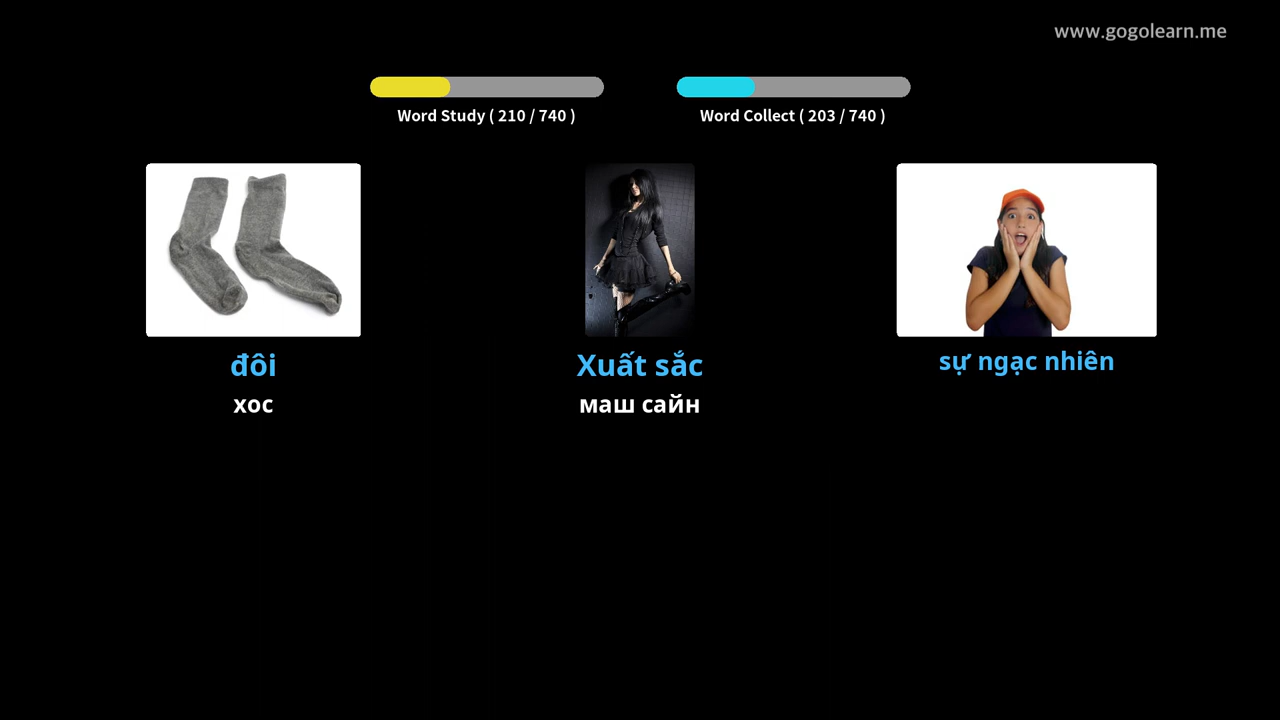 www.gogolearn.me
Word Study ( 210 / 740 )
Word Collect ( 203 / 740 )
đôi
Xuất sắc
sự ngạc nhiên
хос
маш сайн